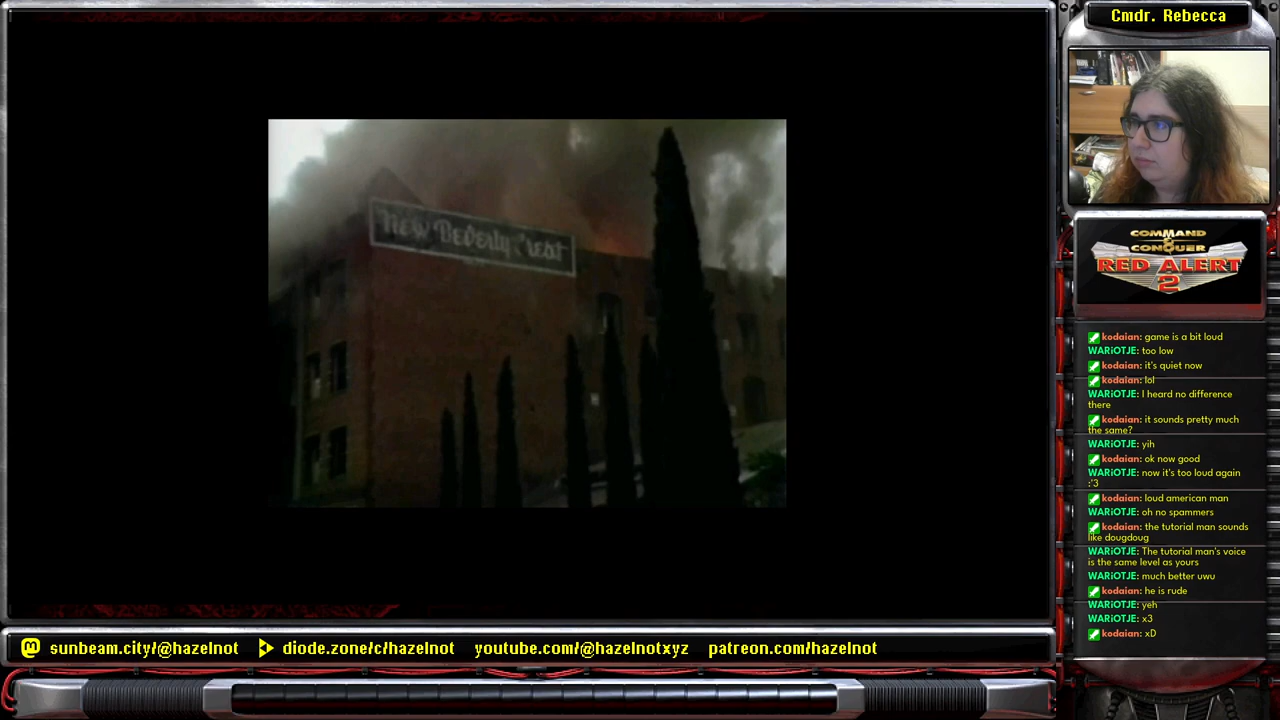 Cmdr. Rebecca
New Beverly Crest
COMMAND
&
CONQUER
RED ALERT
2
kodaian: game is a bit loud
WARiOTJE: too low
kodaian: it's quiet now
kodaian: lol
WARiOTJE: I heard no difference
there
kodaian: it sounds pretty much
the same?
WARiOTJE: yih
kodaian: ok now good
WARiOTJE: now it's too loud again
:'3
kodaian: loud american man
WARiOTJE: oh no spammers
kodaian: the tutorial man sounds
like dougdoug
WARiOTJE: The tutorial man's voice
is the same level as yours
WARiOTJE: much better uwu
kodaian: he is rude
WARiOTJE: yeh
WARiOTJE: x3
kodaian: xD
sunbeam.city/@hazelnot diode.zone/c/hazelnot youtube.com/@hazelnotxyz patreon.com/hazelnot